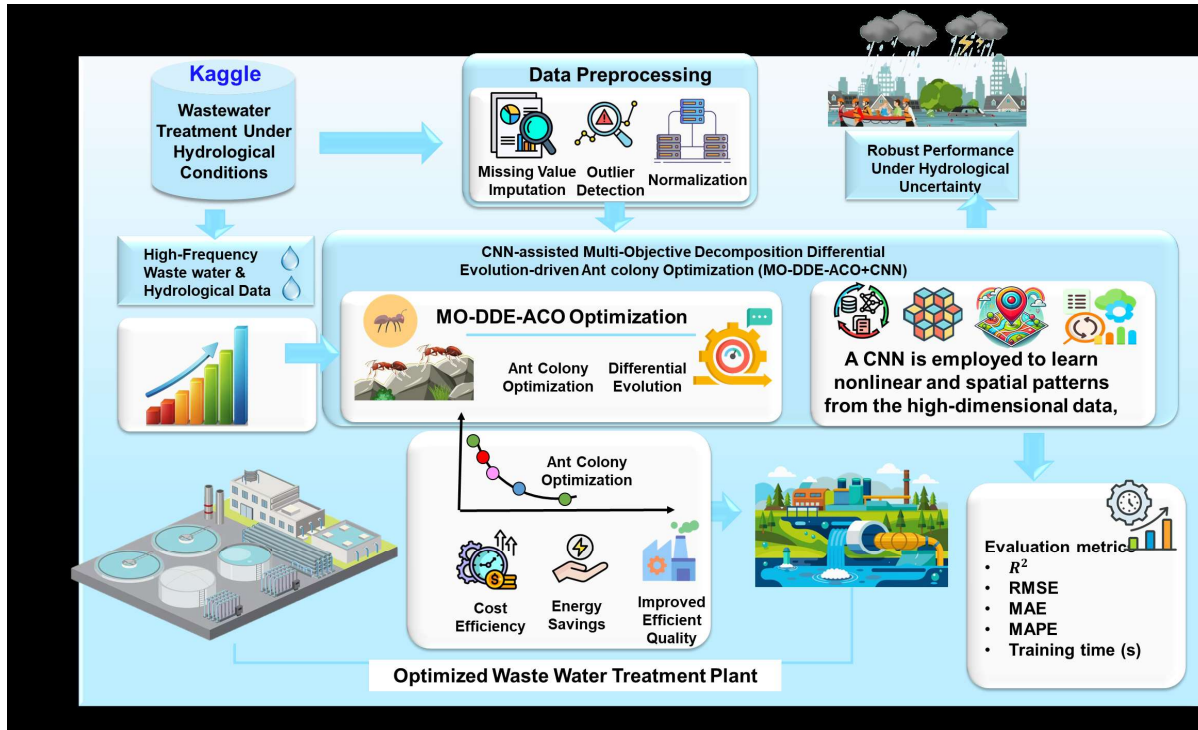 Kaggle
Wastewater
Treatment Under
Hydrological
Conditions
Data Preprocessing
Missing Value
Imputation
Outlier
Detection
Normalization
Robust Performance
Under Hydrological
Uncertainty
High-Frequency
Waste water &
Hydrological Data
CNN-assisted Multi-Objective Decomposition Differential
Evolution-driven Ant colony Optimization (MO-DDE-ACO+CNN)
MO-DDE-ACO Optimization
Ant Colony
Optimization
Differential
Evolution
A CNN is employed to learn
nonlinear and spatial patterns
from the high-dimensional data,
Ant Colony
Optimization
Cost
Efficiency
Energy
Savings
Improved
Efficient
Quality
Evaluation metrics
• R²
• RMSE
• MAE
• MAPE
• Training time (s)
Optimized Waste Water Treatment Plant